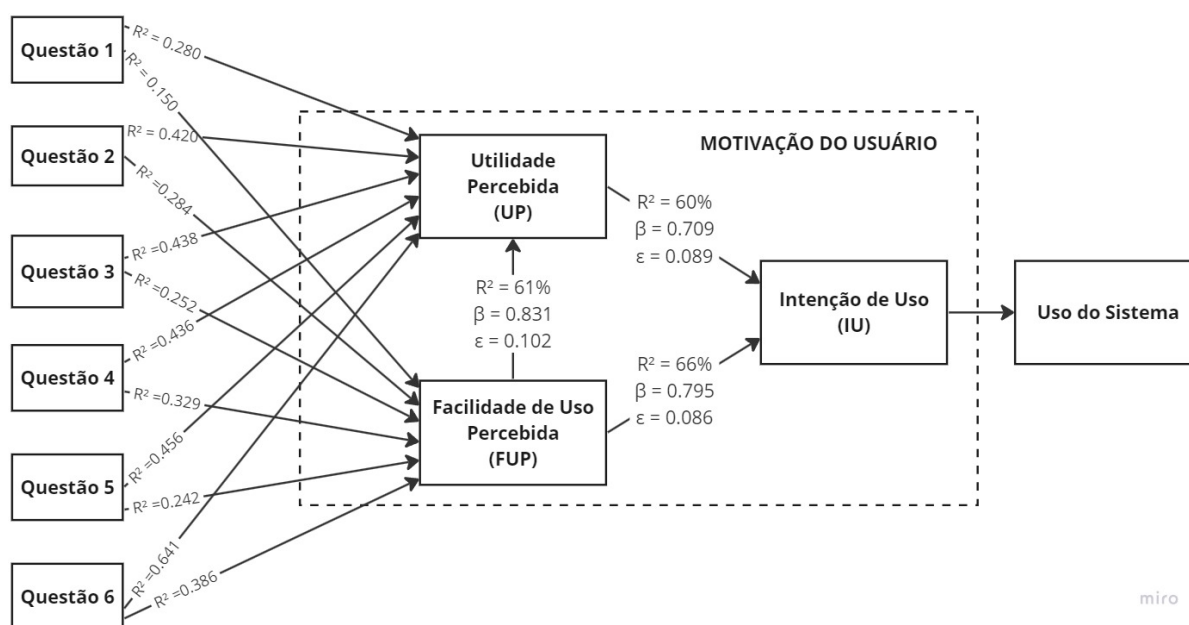 Questão 1
R² = 0.280
R² = 0.150
Questão 2
R² = 0.420
R² =0.284
Questão 3
R² =0.438
R² =0.252
Questão 4
R² =0.436
R² =0.329
Questão 5
R² =0.456
R² =0.242
Questão 6
R² =0.641
R² =0.386
MOTIVAÇÃO DO USUÁRIO
Utilidade
Percebida
(UP)
R² = 60%
β = 0.709
ε = 0.089
R² = 61%
β = 0.831
ε = 0.102
Facilidade de Uso
Percebida
(FUP)
R² = 66%
β = 0.795
ε = 0.086
Intenção de Uso
(IU)
Uso do Sistema
miro